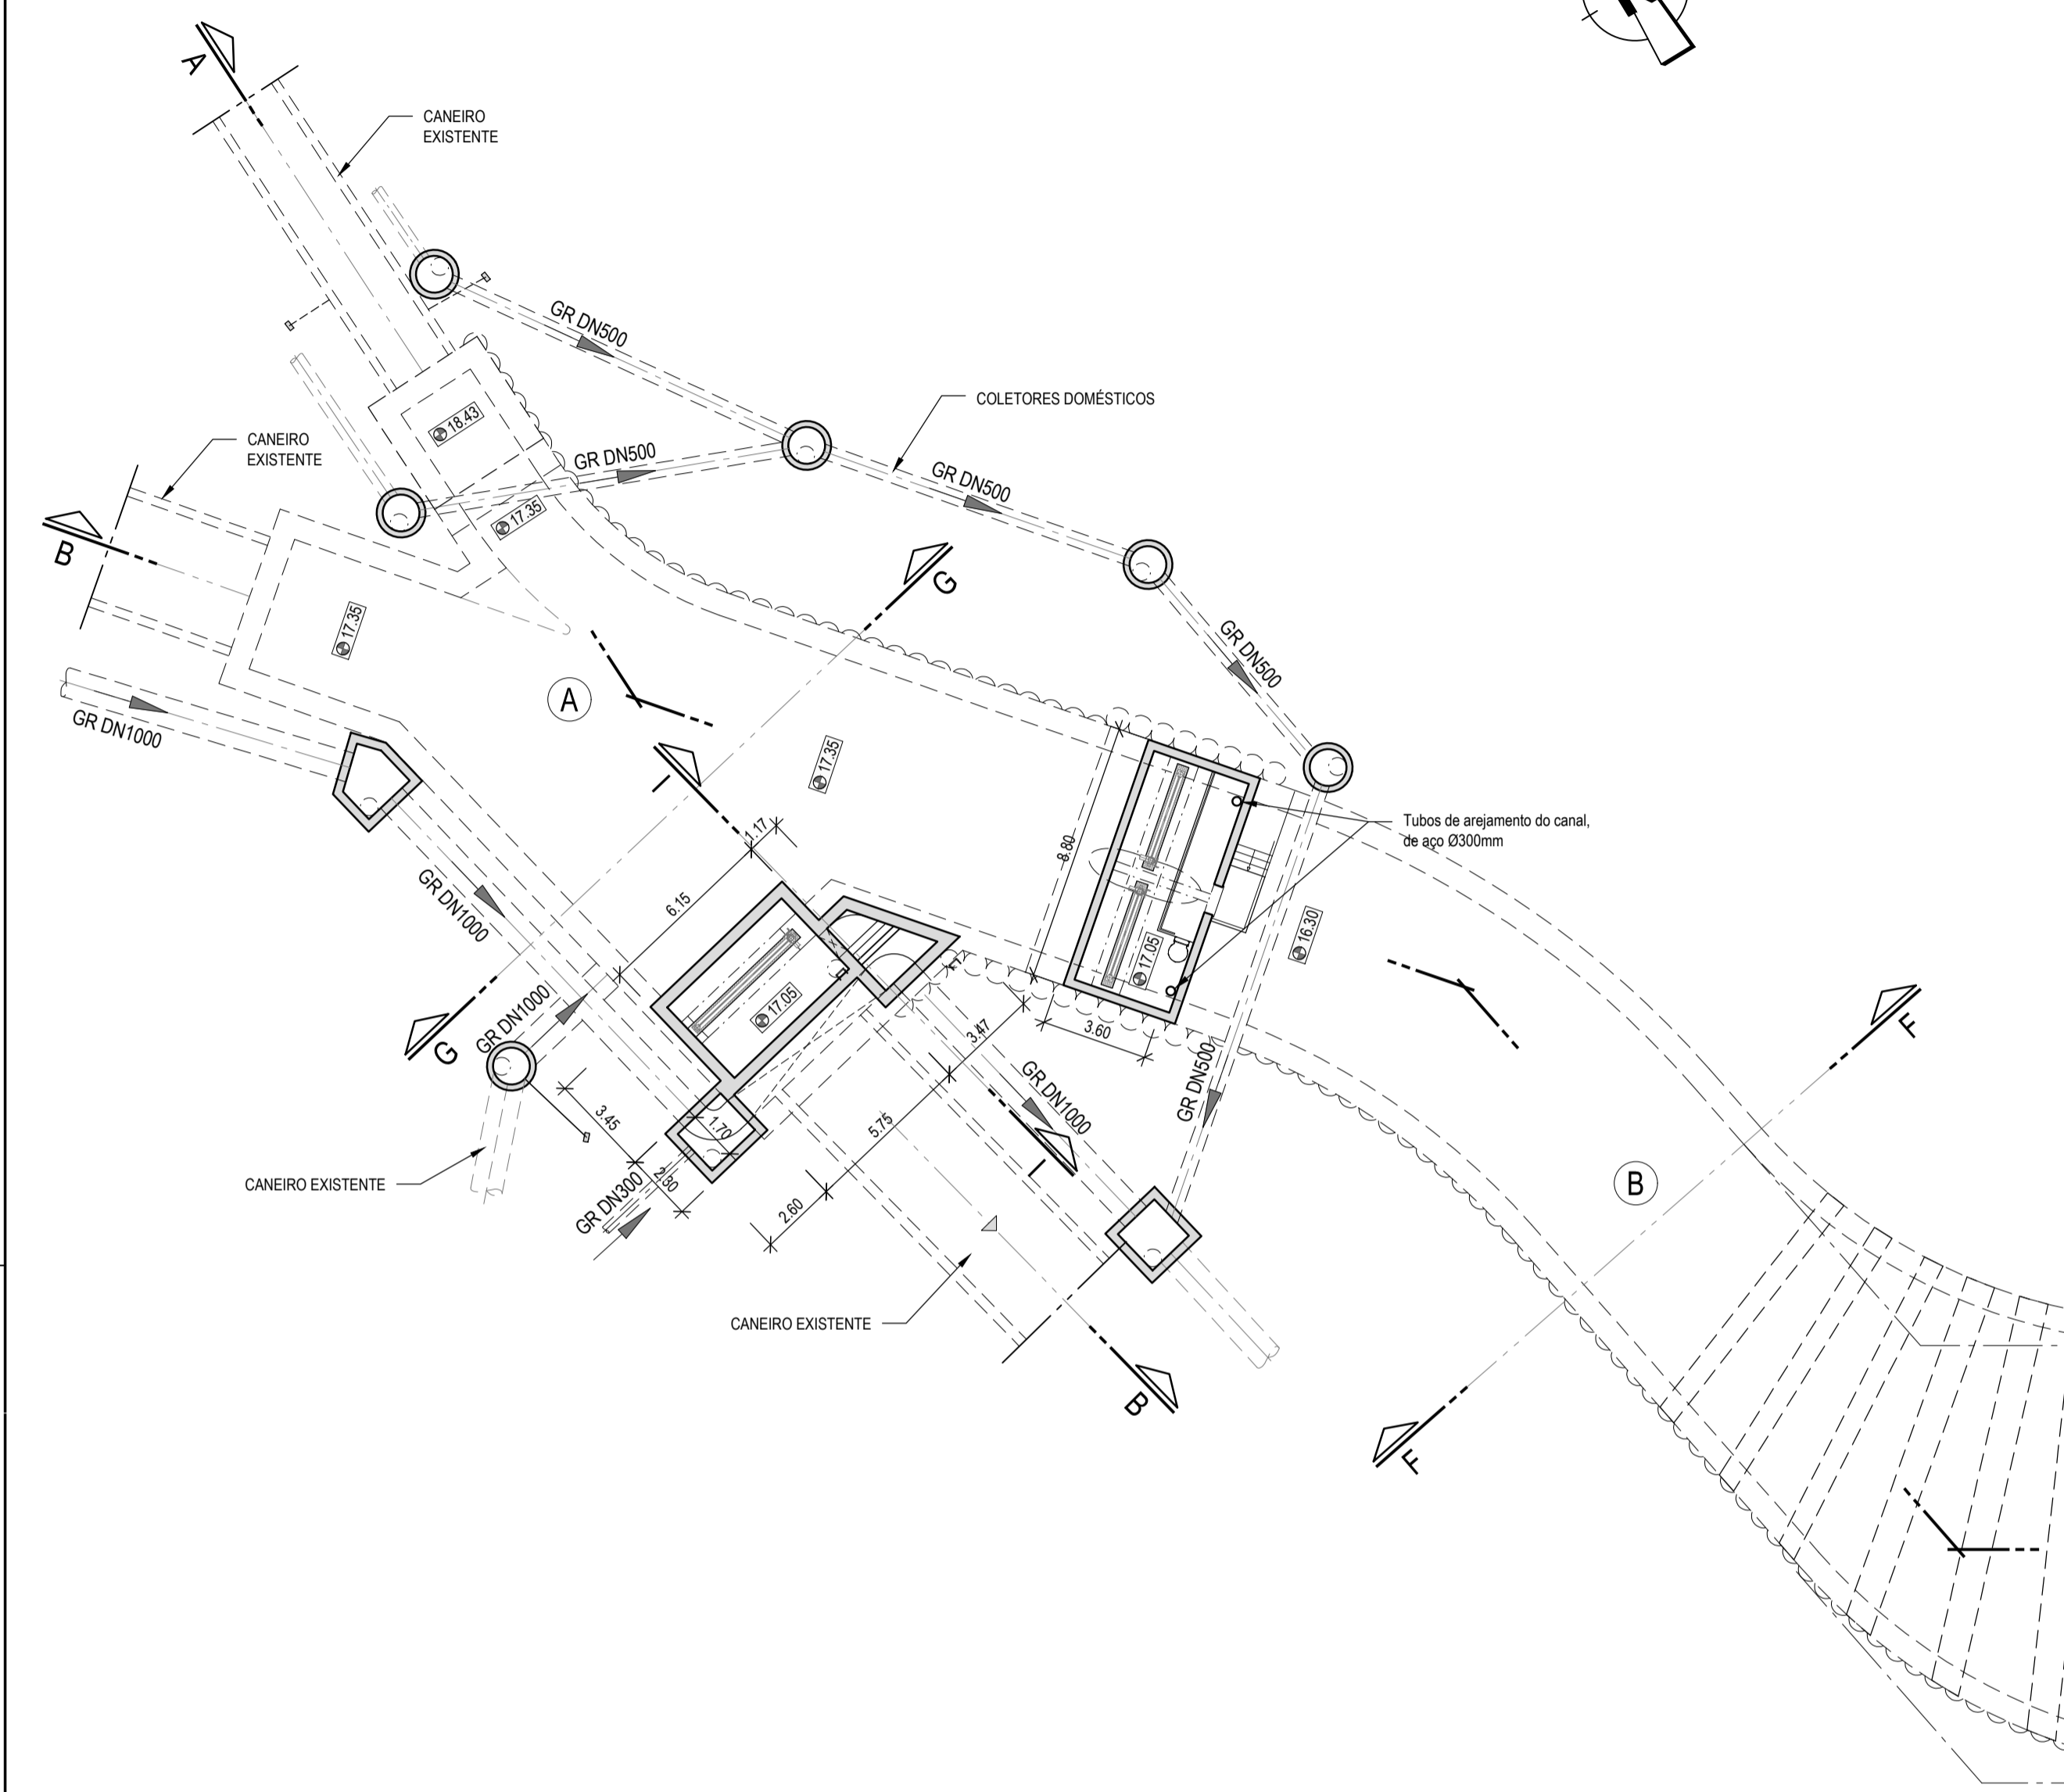 A
CANEIRO
EXISTENTE
GR DN500
COLETORES DOMÉSTICOS
18.43
CANEIRO
EXISTENTE
GR DN500
GR DN500
17.35
B
G
17.35
GR DN500
A
GR DN1000
17.35
I
1.17
Tubos de arejamento do canal,
de aço Ø300mm
8.80
6.15
GR DN1000
16.30
17.05
17.05
GR DN1000
G
3.47
3.60
F
GR DN1000
GR DN500
3.45
1.70
5.75
I
CANEIRO EXISTENTE
2.80
GR DN300
2.60
B
CANEIRO EXISTENTE
B
F